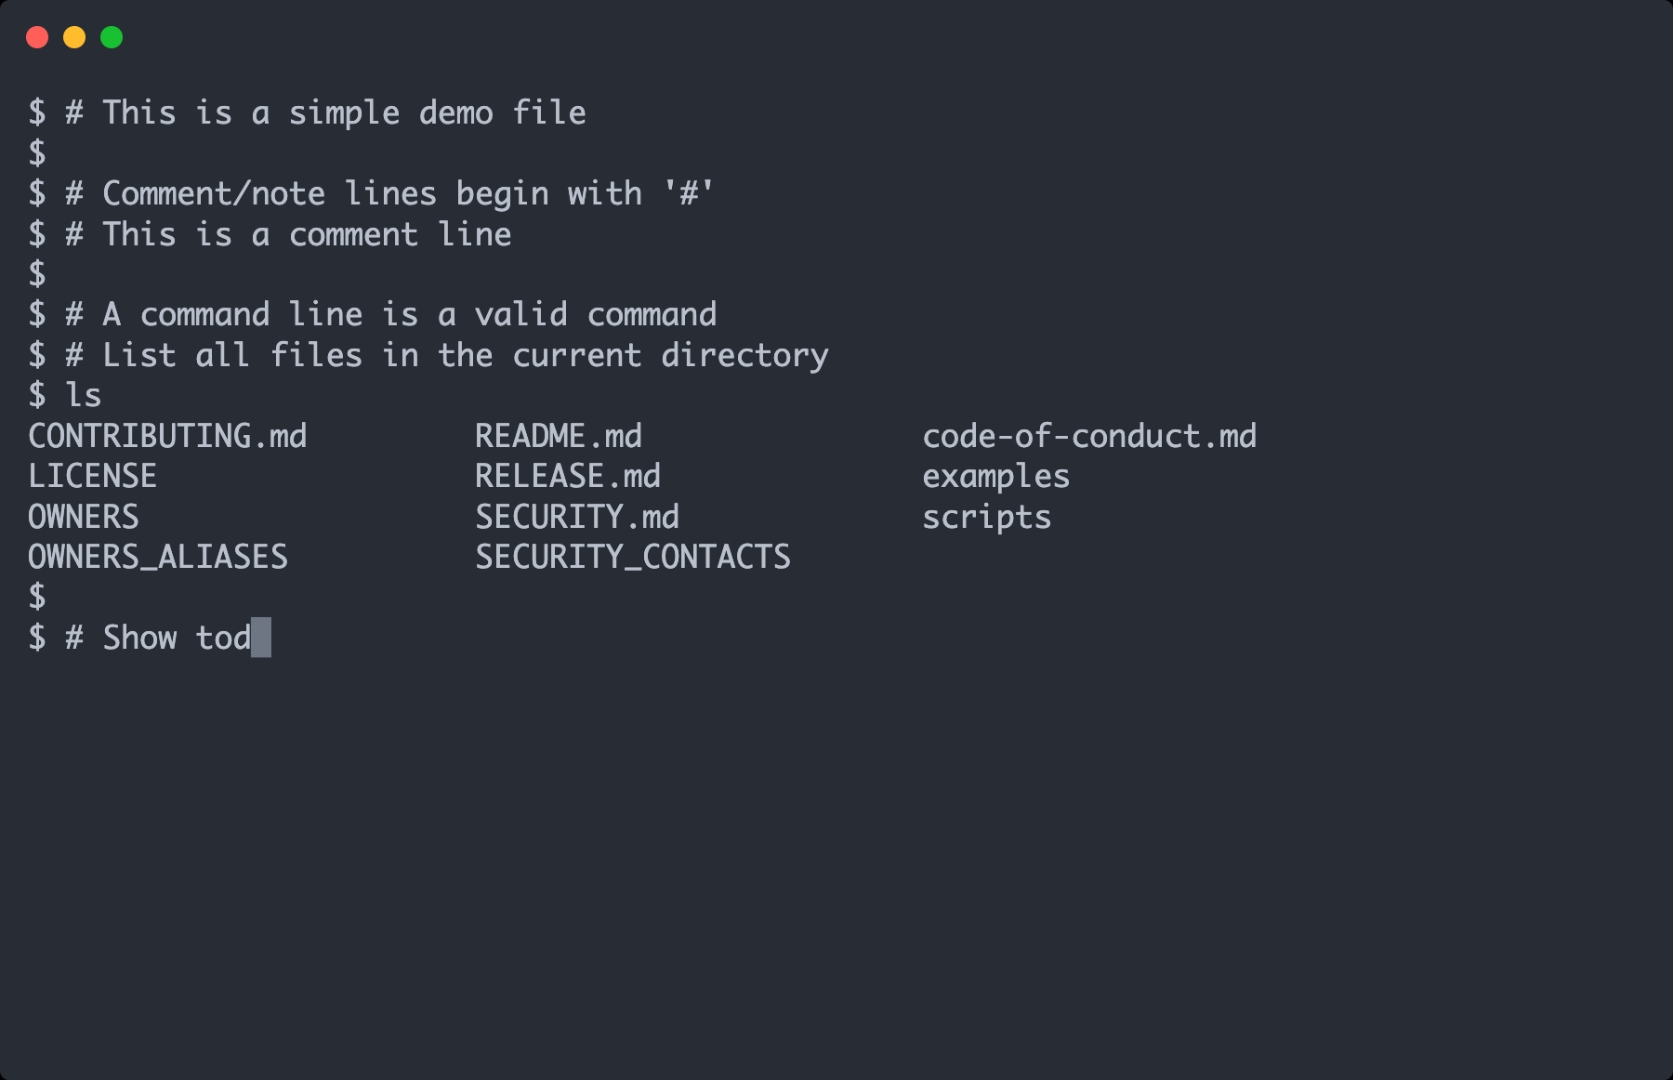 $ # This is a simple demo file
$
$ # Comment/note lines begin with '#'
$ # This is a comment line
$
$ # A command line is a valid command
$ # List all files in the current directory
$ ls
CONTRIBUTING.md README.md code-of-conduct.md
LICENSE RELEASE.md examples
OWNERS SECURITY.md scripts
OWNERS_ALIASES SECURITY_CONTACTS
$
$ # Show tod